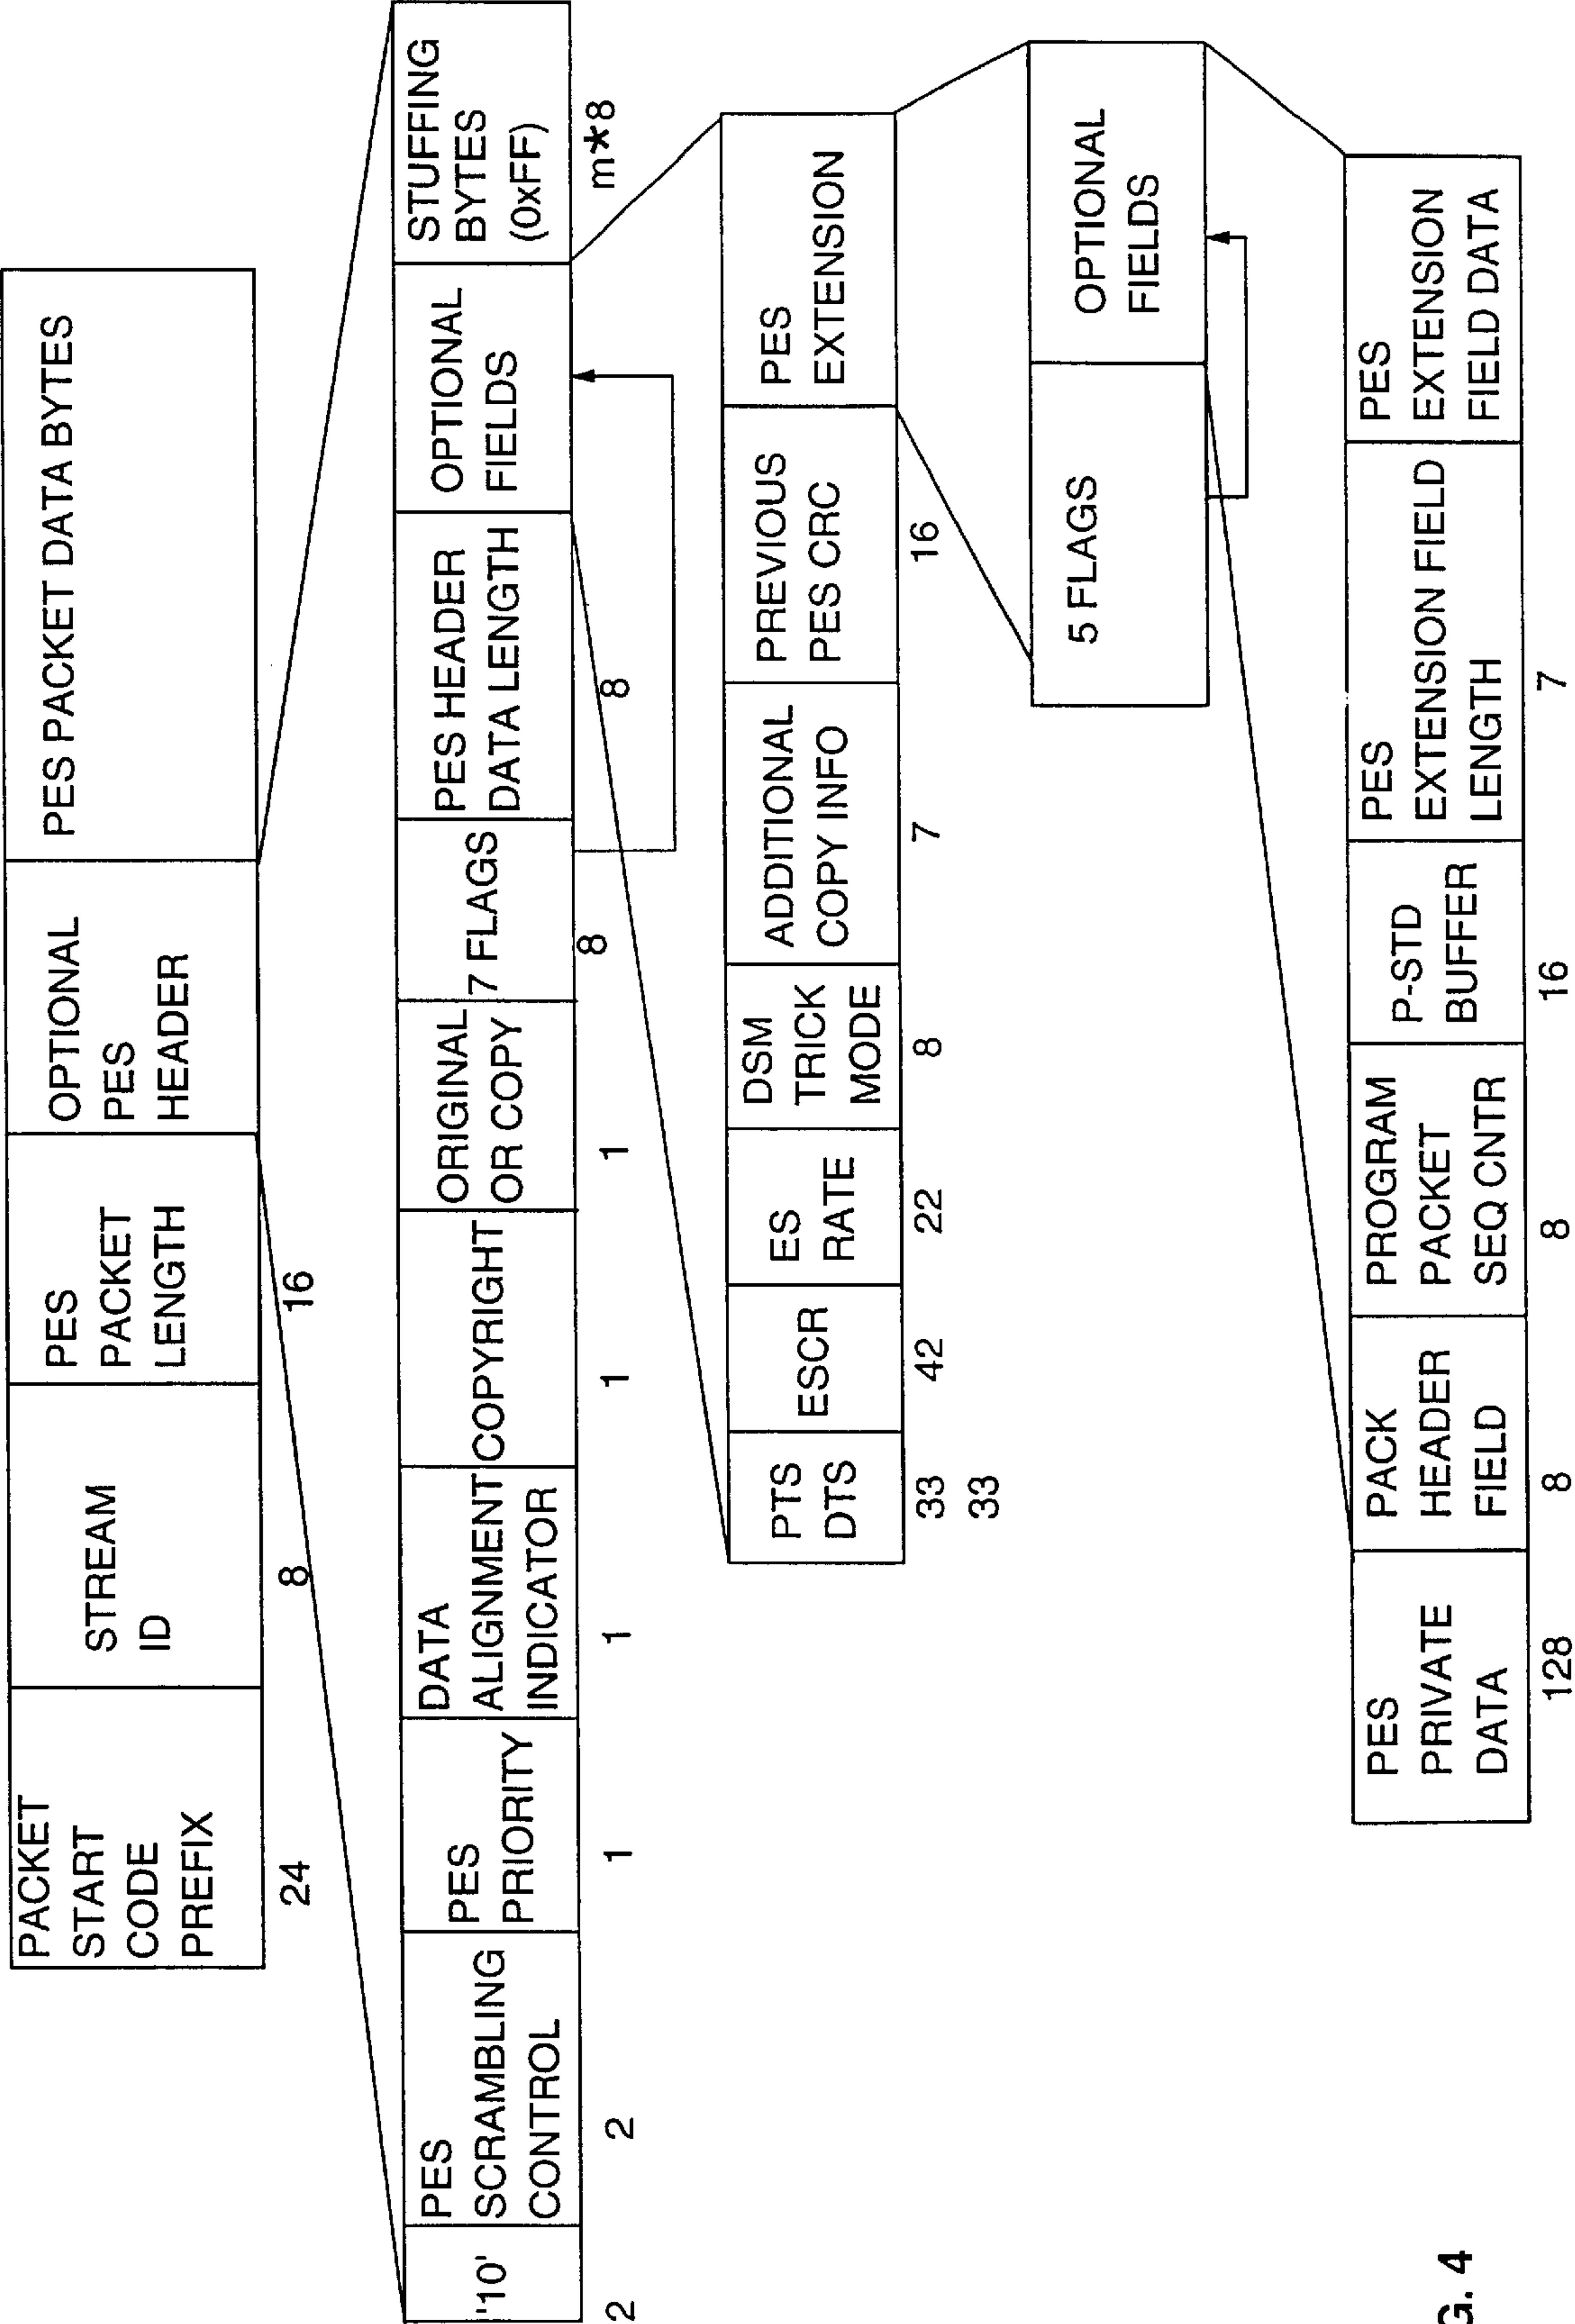 PACKET
START
CODE
PREFIX
STREAM
ID
PES
PACKET
LENGTH
OPTIONAL
PES
HEADER
PES PACKET DATA BYTES
24
8
16
'10'
PES
SCRAMBLING
CONTROL
PES
PRIORITY
DATA
ALIGNMENT
INDICATOR
COPYRIGHT
ORIGINAL
OR COPY
7 FLAGS
PES HEADER
DATA LENGTH
OPTIONAL
FIELDS
STUFFING
BYTES
(0xFF)
2
2
1
1
1
1
8
8
m*8
PTS
DTS
ESCR
ES
RATE
DSM
TRICK
MODE
ADDITIONAL
COPY INFO
PREVIOUS
PES CRC
PES
EXTENSION
33
33
42
22
8
7
16
5 FLAGS
OPTIONAL
FIELDS
PES
PRIVATE
DATA
PACK
HEADER
FIELD
PROGRAM
PACKET
SEQ CNTR
P-STD
BUFFER
PES
EXTENSION FIELD
LENGTH
PES
EXTENSION
FIELD DATA
128
8
8
16
7
G. 4